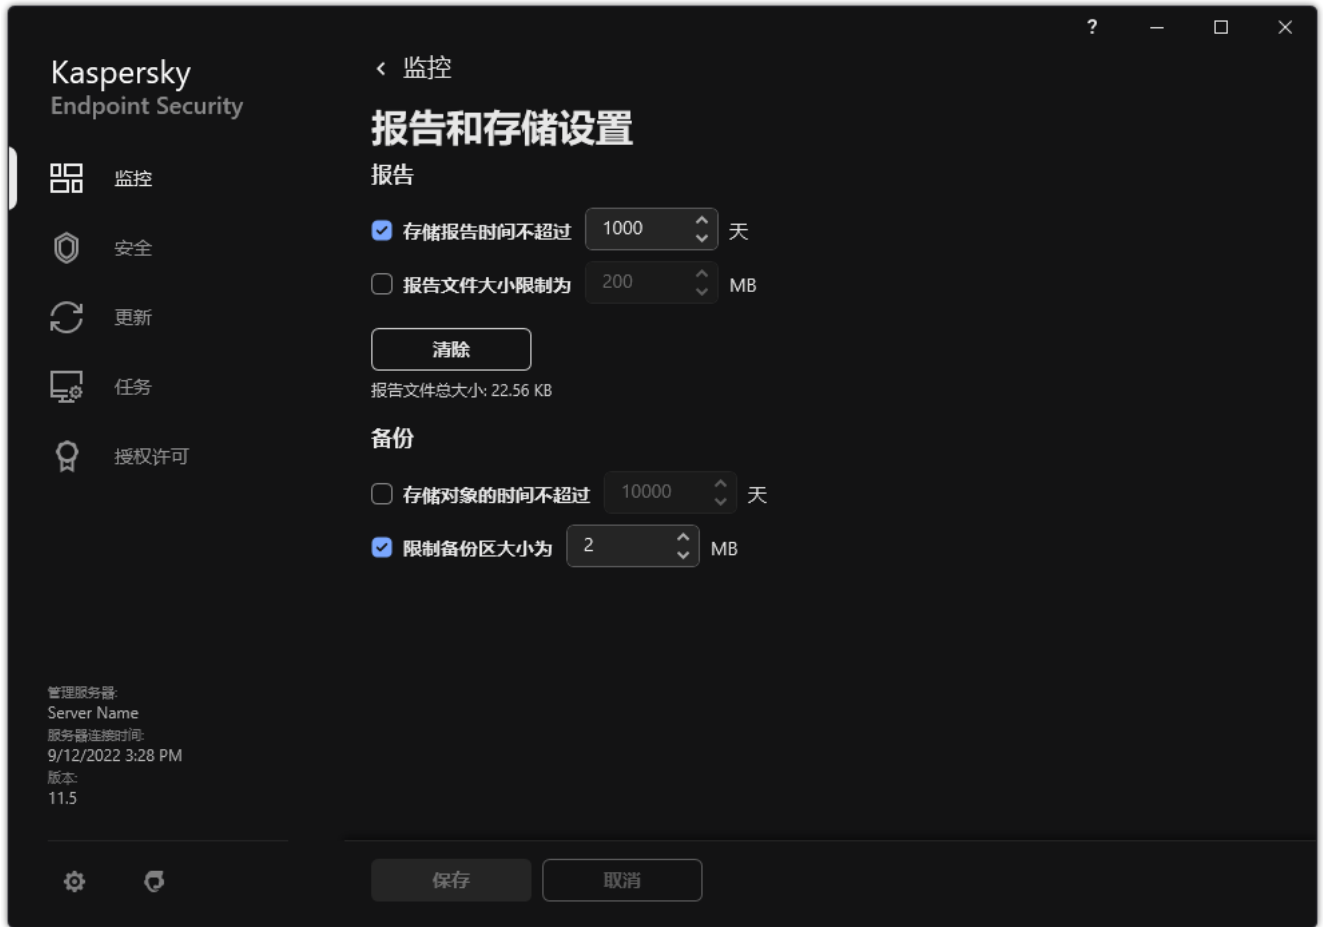 ?
Kaspersky
Endpoint Security
监控
安全
更新
任务
授权许可
管理服务器:
Server Name
服务器连接时间:
9/12/2022 3:28 PM
版本:
11.5
监控
报告和存储设置
报告
存储报告时间不超过 1000 天
报告文件大小限制为 200 MB
清除
报告文件总大小: 22.56 KB
备份
存储对象的时间不超过 10000 天
限制备份区大小为 2 MB
保存 取消